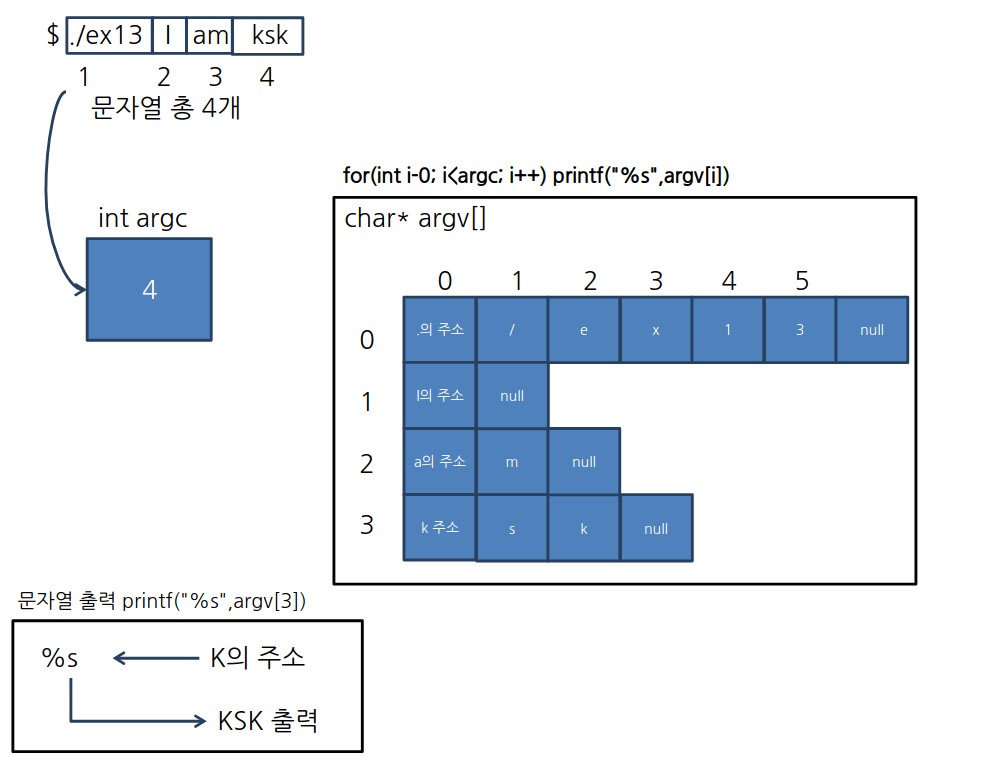 $ ./ex13 I am ksk
1 2 3 4
문자열 총 4개
for(int i-0; i<argc; i++) printf("%s",argv[i])
int argc
4
char* argv[]
0 1 2 3 4 5
0 .의 주소 / e x 1 3 null
1 I의 주소 null
2 a의 주소 m null
3 k 주소 s k null
문자열 출력 printf("%s",argv[3])
%s K의 주소
KSK 출력